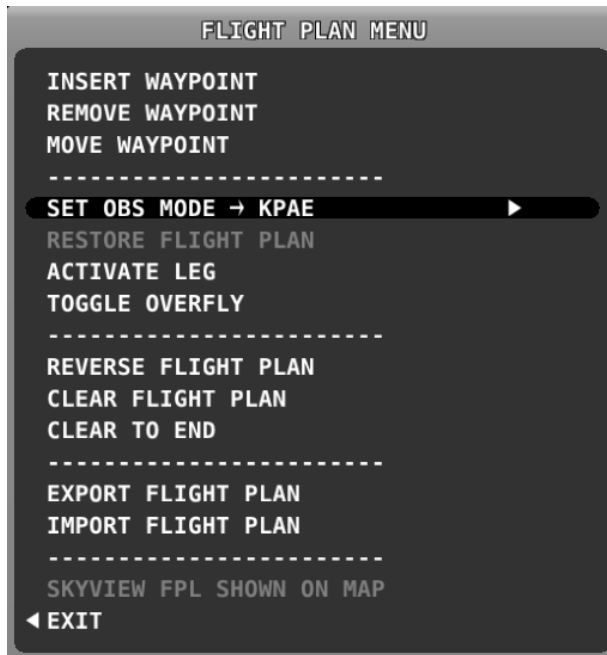 FLIGHT PLAN MENU
INSERT WAYPOINT
REMOVE WAYPOINT
MOVE WAYPOINT
------------------------
SET OBS MODE → KPAE ▶
RESTORE FLIGHT PLAN
ACTIVATE LEG
TOGGLE OVERFLY
------------------------
REVERSE FLIGHT PLAN
CLEAR FLIGHT PLAN
CLEAR TO END
------------------------
EXPORT FLIGHT PLAN
IMPORT FLIGHT PLAN
------------------------
SKYVIEW FPL SHOWN ON MAP
◀ EXIT